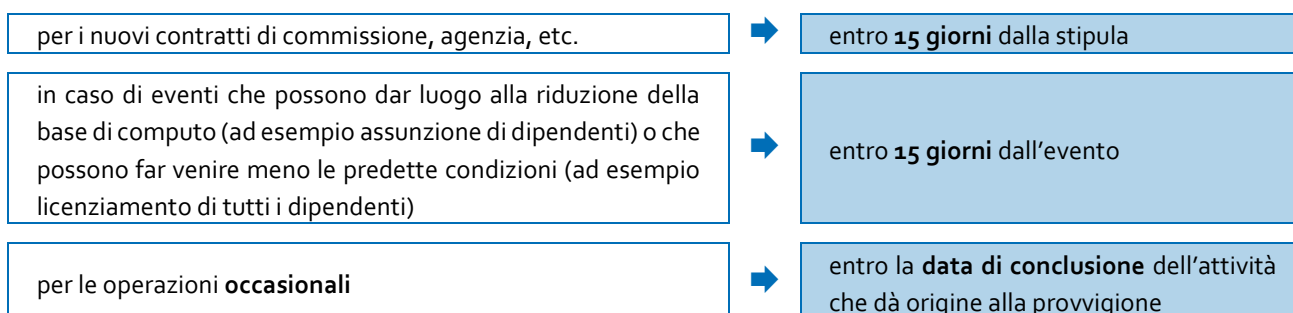 per i nuovi contratti di commissione, agenzia, etc.
entro 15 giorni dalla stipula
in caso di eventi che possono dar luogo alla riduzione della
base di computo (ad esempio assunzione di dipendenti) o che
possono far venire meno le predette condizioni (ad esempio
licenziamento di tutti i dipendenti)
entro 15 giorni dall’evento
per le operazioni occasionali
entro la data di conclusione dell’attività
che dà origine alla provvigione